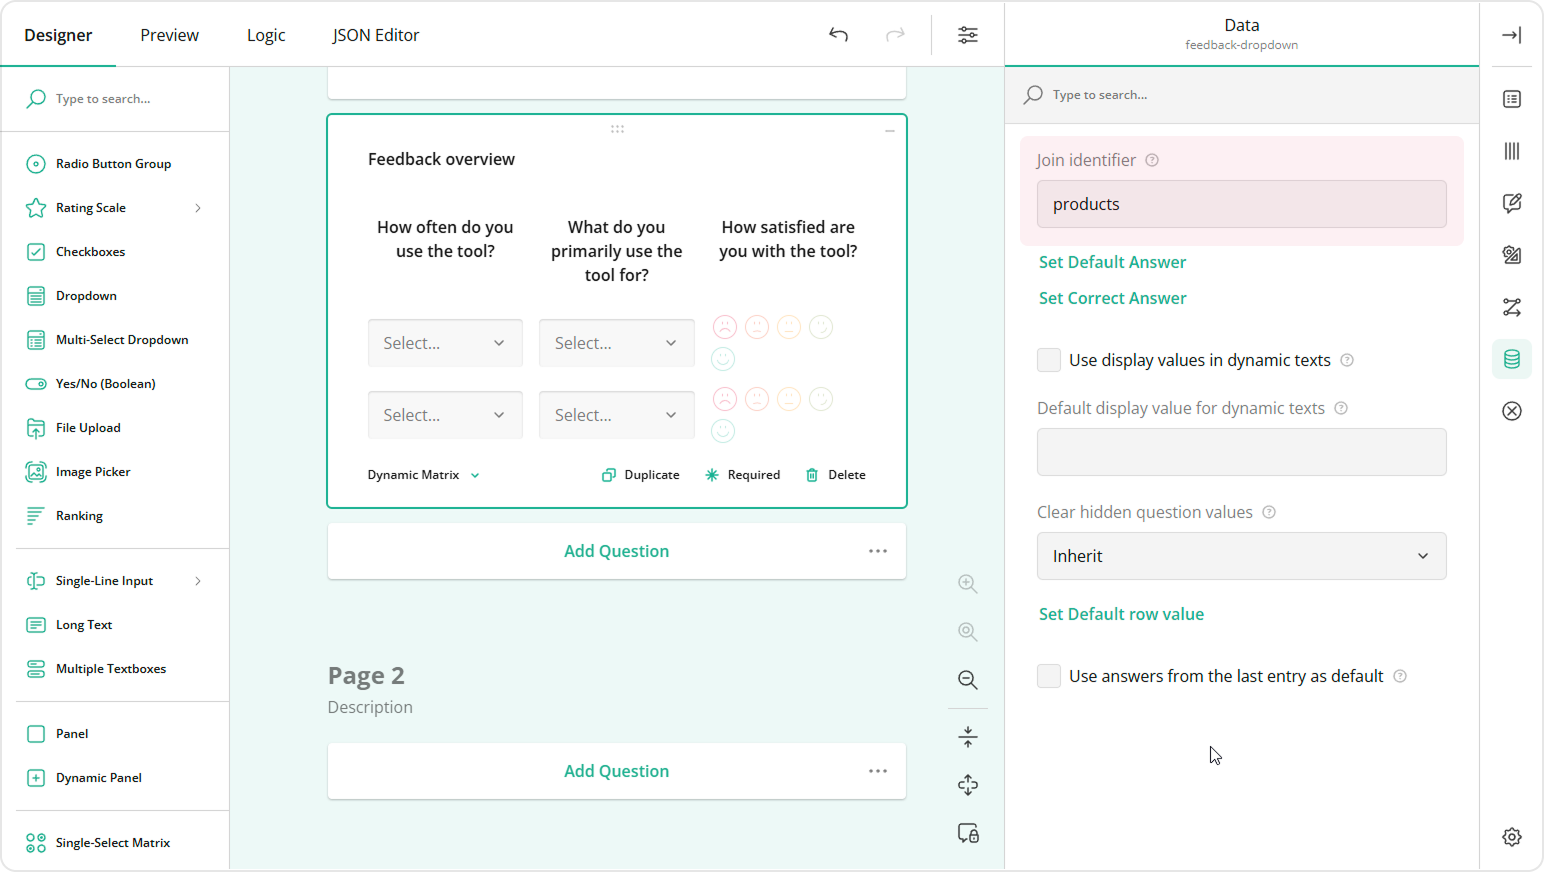 Designer
Preview
Logic
JSON Editor
Type to search...
Radio Button Group
Rating Scale
Checkboxes
Dropdown
Multi-Select Dropdown
Yes/No (Boolean)
File Upload
Image Picker
Ranking
Single-Line Input
Long Text
Multiple Textboxes
Panel
Dynamic Panel
Single-Select Matrix
Feedback overview
How often do you
use the tool?
What do you
primarily use the
tool for?
How satisfied are
you with the tool?
Select...
Select...
Select...
Select...
Dynamic Matrix
Duplicate
Required
Delete
Add Question
Page 2
Description
Add Question
Data
feedback-dropdown
Type to search...
Join identifier
products
Set Default Answer
Set Correct Answer
Use display values in dynamic texts
Default display value for dynamic texts
Clear hidden question values
Inherit
Set Default row value
Use answers from the last entry as default